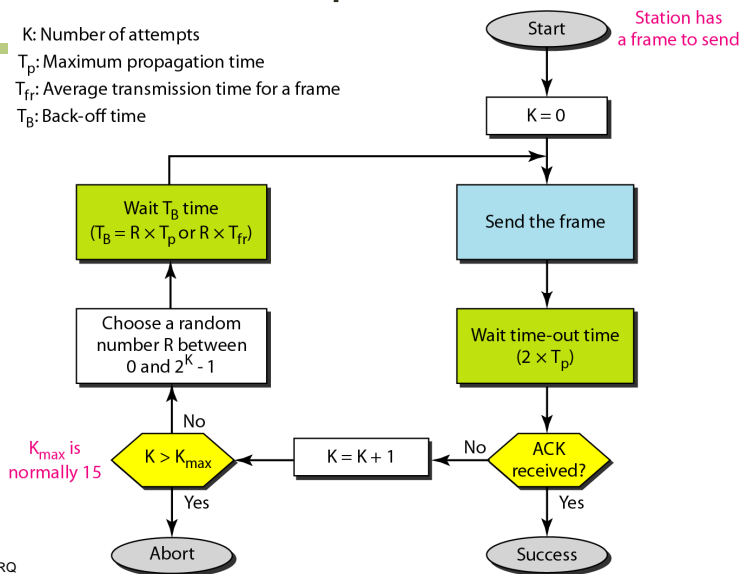 K: Number of attempts
Tp: Maximum propagation time
Tfr: Average transmission time for a frame
TB: Back-off time
Start
Station has
a frame to send
K = 0
Wait TB time
(TB = R × Tp or R × Tfr)
Send the frame
Choose a random
number R between
0 and 2^K - 1
Wait time-out time
(2 × Tp)
No
Kmax is
normally 15
K > Kmax
K = K + 1
No
ACK
received?
Yes
Yes
Abort
Success
RQ